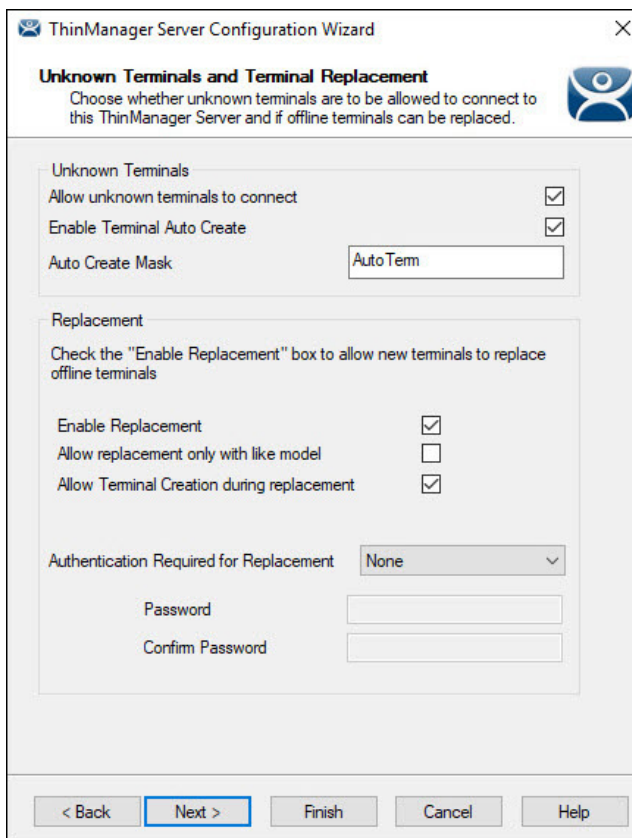 ThinManager Server Configuration Wizard
Unknown Terminals and Terminal Replacement
Choose whether unknown terminals are to be allowed to connect to
this ThinManager Server and if offline terminals can be replaced.
Unknown Terminals
Allow unknown terminals to connect
Enable Terminal Auto Create
Auto Create Mask AutoTerm
Replacement
Check the "Enable Replacement" box to allow new terminals to replace
offline terminals
Enable Replacement
Allow replacement only with like model
Allow Terminal Creation during replacement
Authentication Required for Replacement None
Password
Confirm Password
< Back Next > Finish Cancel Help